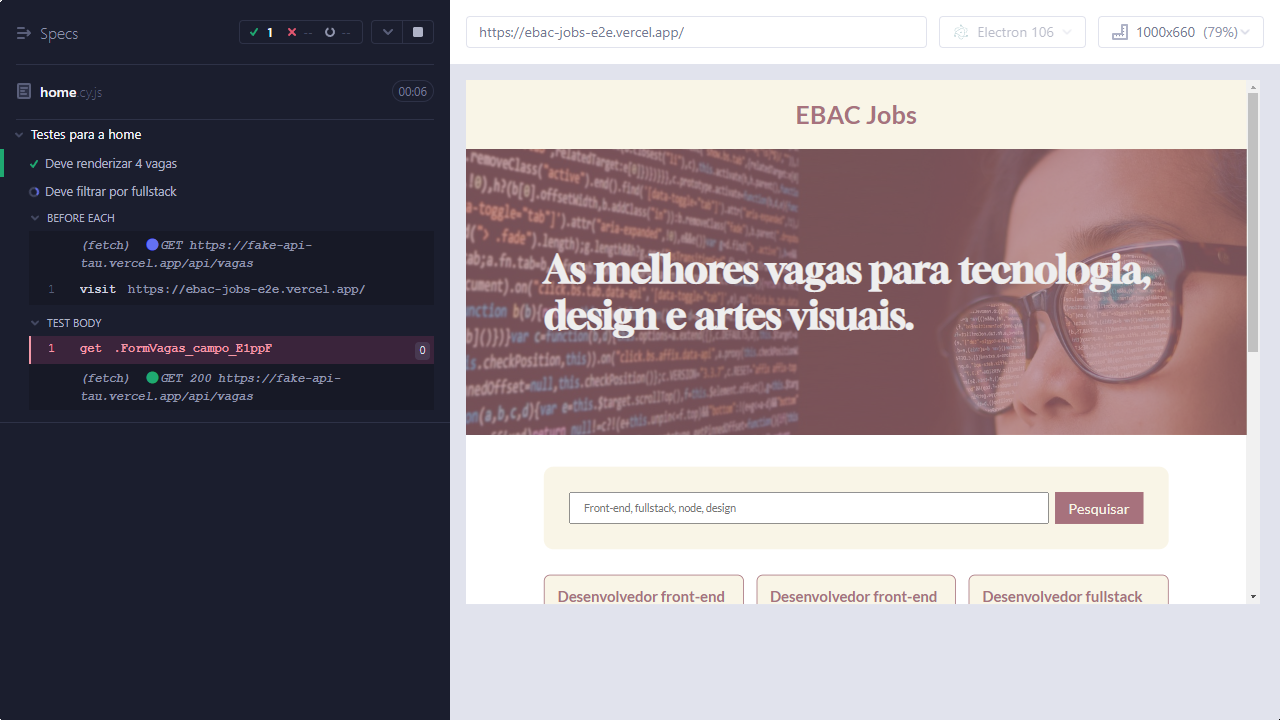 Specs
1 -- --
home.cy.js
00:06
Testes para a home
Deve renderizar 4 vagas
Deve filtrar por fullstack
BEFORE EACH
(fetch) GET https://fake-api-
tau.vercel.app/api/vagas
1 visit https://ebac-jobs-e2e.vercel.app/
TEST BODY
1 get .FormVagas_campo_E1ppF 0
(fetch) GET 200 https://fake-api-
tau.vercel.app/api/vagas
https://ebac-jobs-e2e.vercel.app/
Electron 106
1000x660 (79%)
EBAC Jobs
As melhores vagas para tecnologia,
design e artes visuais.
Front-end, fullstack, node, design
Pesquisar
Desenvolvedor front-end
Desenvolvedor front-end
Desenvolvedor fullstack